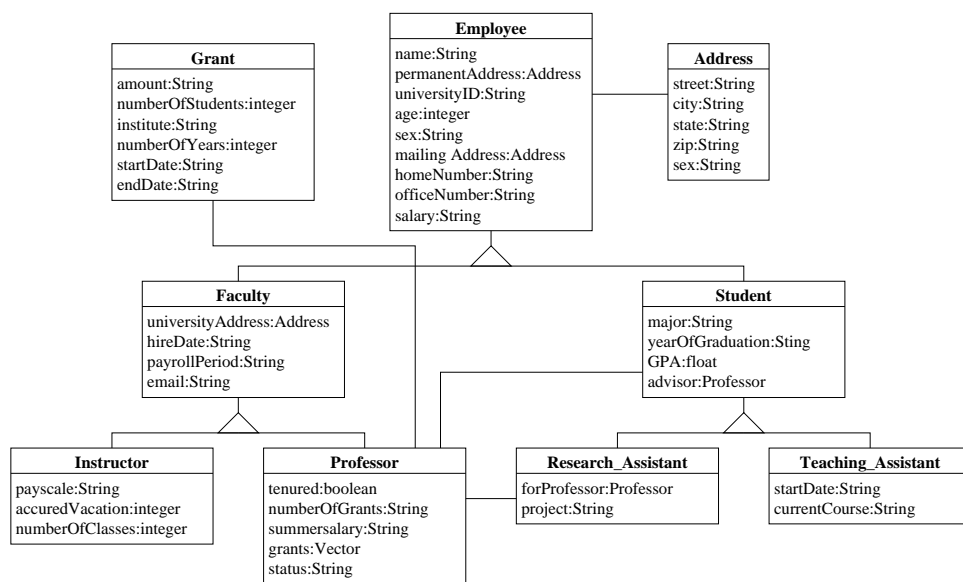 Employee
name:String
permanentAddress:Address
universityID:String
age:integer
sex:String
mailing Address:Address
homeNumber:String
officeNumber:String
salary:String
Grant
amount:String
numberOfStudents:integer
institute:String
numberOfYears:integer
startDate:String
endDate:String
Address
street:String
city:String
state:String
zip:String
sex:String
Faculty
universityAddress:Address
hireDate:String
payrollPeriod:String
email:String
Student
major:String
yearOfGraduation:Sting
GPA:float
advisor:Professor
Instructor
payscale:String
accuredVacation:integer
numberOfClasses:integer
Professor
tenured:boolean
numberOfGrants:String
summersalary:String
grants:Vector
status:String
Research_Assistant
forProfessor:Professor
project:String
Teaching_Assistant
startDate:String
currentCourse:String